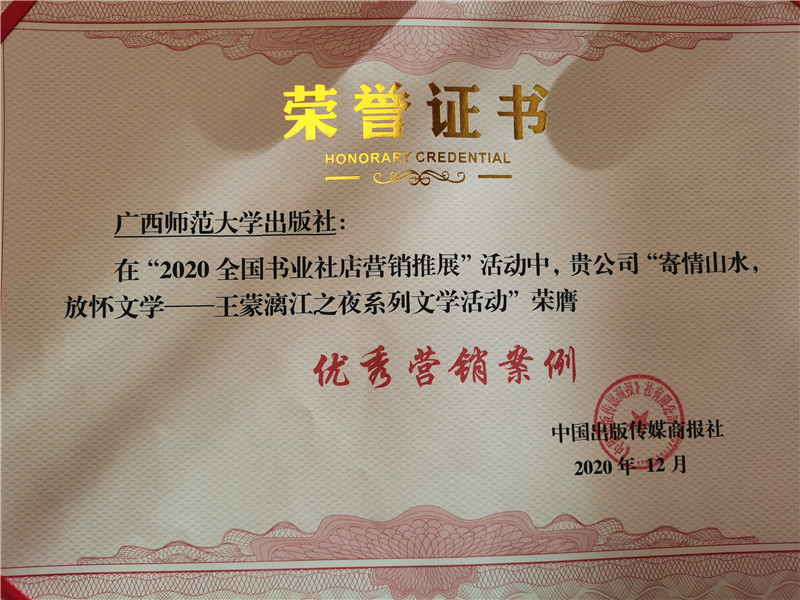 荣誉证书
HONORARY CREDENTIAL
广西师范大学出版社：
在“2020全国书业社店营销推展”活动中，贵公司“寄情山水，
放怀文学——王蒙漓江之夜系列文学活动”荣膺
优秀营销案例
中国出版传媒商报社
2020年12月